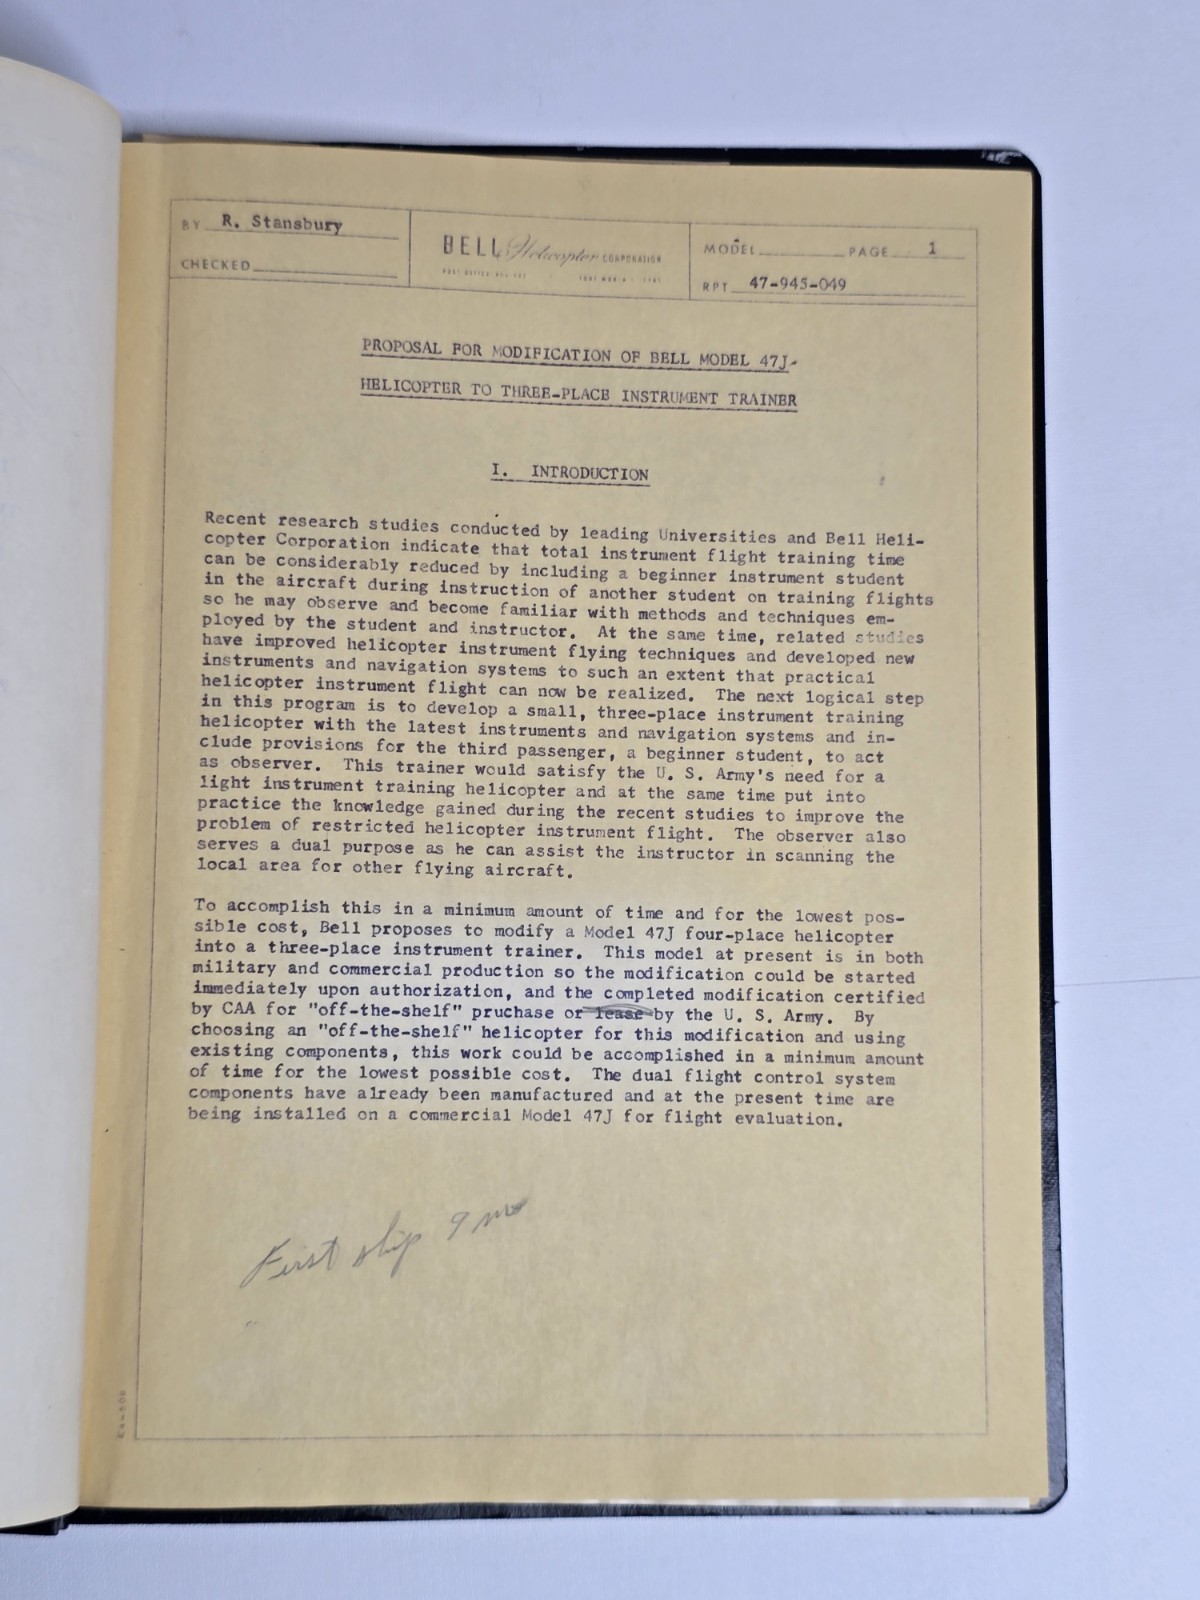 BY R. Stansbury
CHECKED
BELL Helicopter CORPORATION
POST OFFICE BOX 482 FORT WORTH 1, TEXAS
MODEL PAGE 1
RPT 47-945-049
PROPOSAL FOR MODIFICATION OF BELL MODEL 47J
HELICOPTER TO THREE-PLACE INSTRUMENT TRAINER
I. INTRODUCTION
Recent research studies conducted by leading Universities and Bell Heli-
copter Corporation indicate that total instrument flight training time
can be considerably reduced by including a beginner instrument student
in the aircraft during instruction of another student on training flights
so he may observe and become familiar with methods and techniques em-
ployed by the student and instructor. At the same time, related studies
have improved helicopter instrument flying techniques and developed new
instruments and navigation systems to such an extent that practical
helicopter instrument flight can now be realized. The next logical step
in this program is to develop a small, three-place instrument training
helicopter with the latest instruments and navigation systems and in-
clude provisions for the third passenger, a beginner student, to act
as observer. This trainer would satisfy the U. S. Army's need for a
light instrument training helicopter and at the same time put into
practice the knowledge gained during the recent studies to improve the
problem of restricted helicopter instrument flight. The observer also
serves a dual purpose as he can assist the instructor in scanning the
local area for other flying aircraft.
To accomplish this in a minimum amount of time and for the lowest pos-
sible cost, Bell proposes to modify a Model 47J four-place helicopter
into a three-place instrument trainer. This model at present is in both
military and commercial production so the modification could be started
immediately upon authorization, and the completed modification certified
by CAA for "off-the-shelf" pruchase or lease by the U. S. Army. By
choosing an "off-the-shelf" helicopter for this modification and using
existing components, this work could be accomplished in a minimum amount
of time for the lowest possible cost. The dual flight control system
components have already been manufactured and at the present time are
being installed on a commercial Model 47J for flight evaluation.
First ship 9 mo